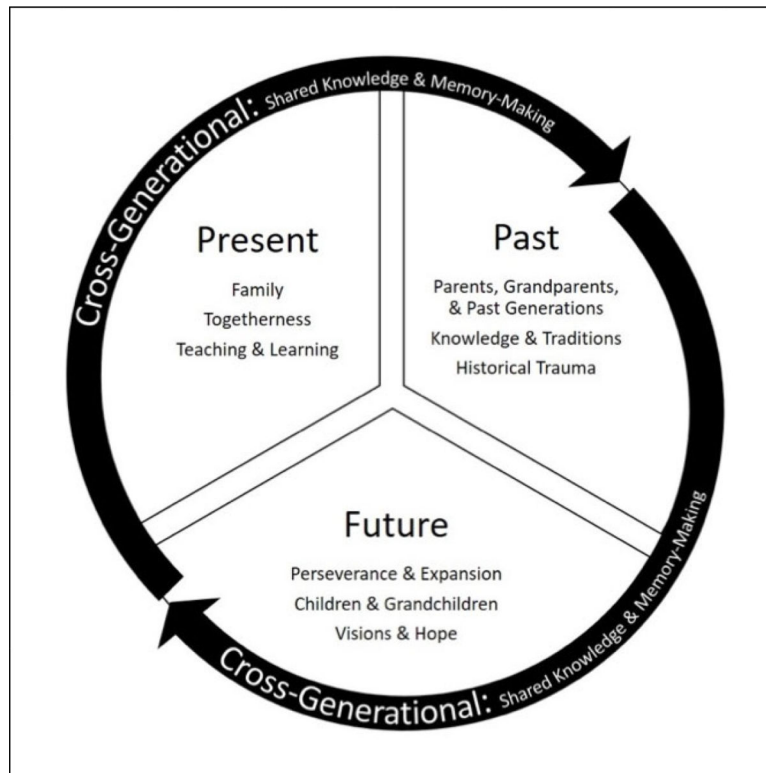 Cross-Generational: Shared Knowledge & Memory-Making
Present
Family
Togetherness
Teaching & Learning
Past
Parents, Grandparents,
& Past Generations
Knowledge & Traditions
Historical Trauma
Future
Perseverance & Expansion
Children & Grandchildren
Visions & Hope
Cross-Generational: Shared Knowledge & Memory-Making